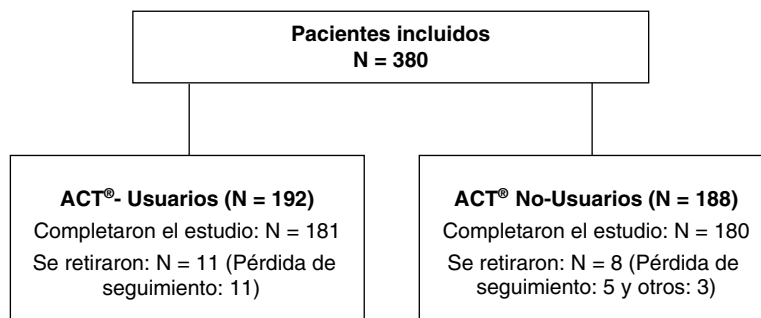 Pacientes incluidos
N = 380
ACT®- Usuarios (N = 192)
Completaron el estudio: N = 181
Se retiraron: N = 11 (Pérdida de
seguimiento: 11)
ACT® No-Usuarios (N = 188)
Completaron el estudio: N = 180
Se retiraron: N = 8 (Pérdida de
seguimiento: 5 y otros: 3)